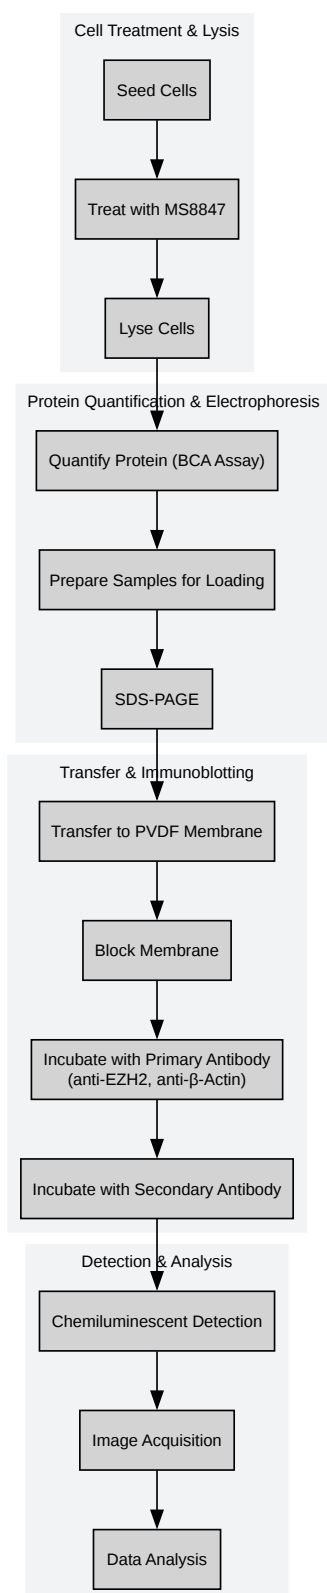 Cell Treatment & Lysis
Seed Cells
Treat with MS8847
Lyse Cells
Protein Quantification & Electrophoresis
Quantify Protein (BCA Assay)
Prepare Samples for Loading
SDS-PAGE
Transfer & Immunoblotting
Transfer to PVDF Membrane
Block Membrane
Incubate with Primary Antibody
(anti-EZH2, anti-β-Actin)
Incubate with Secondary Antibody
Detection & Analysis
Chemiluminescent Detection
Image Acquisition
Data Analysis